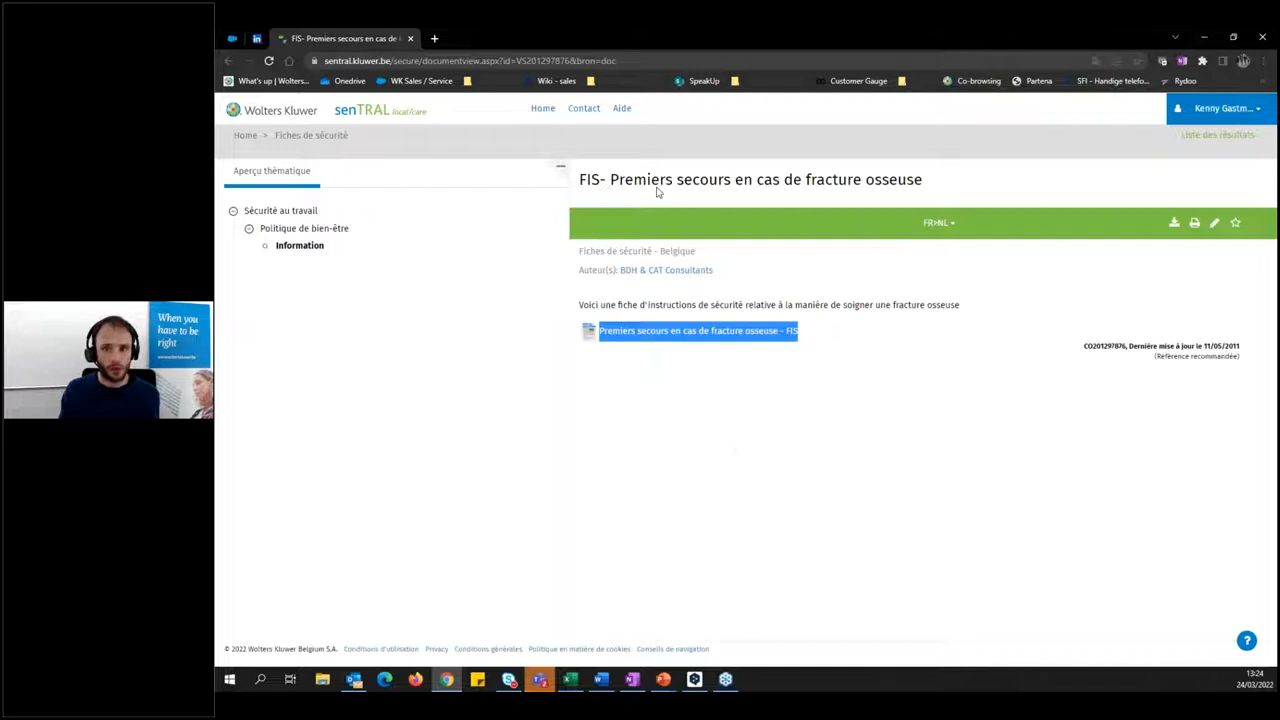 FIS- Premiers secours en cas de
sentral.kluwer.be/secure/documentview.aspx?id=VS201297876&bron=doc
What's up | Wolters... Onedrive WK Sales / Service Wiki - sales SpeakUp Customer Gauge Co-browsing Partena SFI - Handige telefo... Rydoo
Wolters Kluwer senTRAL local/care Home Contact Aide Kenny Gastm...
Home > Fiches de sécurité Liste des résultats
Aperçu thématique
FIS- Premiers secours en cas de fracture osseuse
Sécurité au travail
Politique de bien-être
Information
FR>NL
Fiches de sécurité - Belgique
Auteur(s): BDH & CAT Consultants
Voici une fiche d'instructions de sécurité relative à la manière de soigner une fracture osseuse
Premiers secours en cas de fracture osseuse - FIS
CO201297876, Dernière mise à jour le 11/05/2011
(Référence recommandée)
When you
have to be
right
© 2022 Wolters Kluwer Belgium S.A. Conditions d'utilisation Privacy Conditions générales Politique en matière de cookies Conseils de navigation
?
13:24
24/03/2022